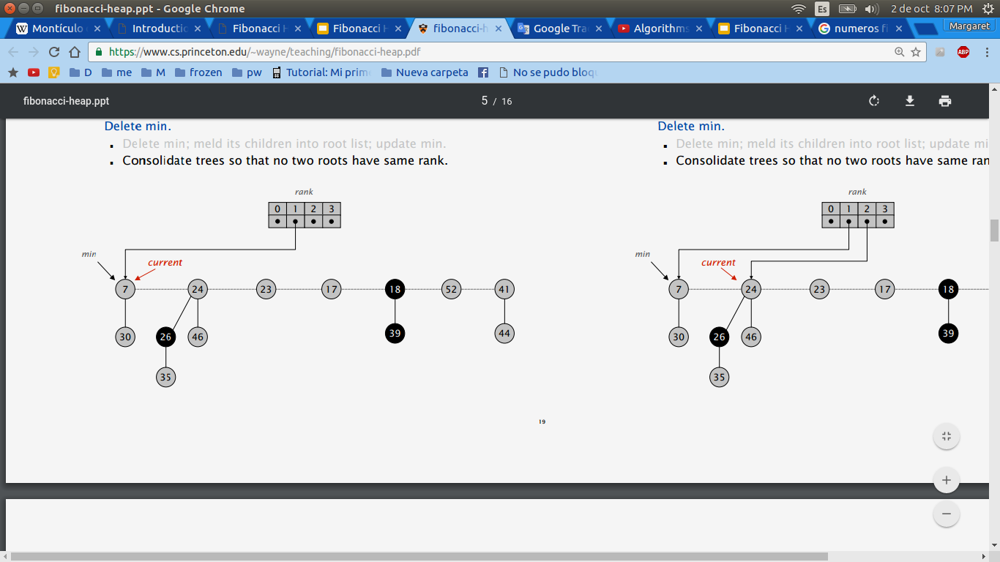 fibonacci-heap.ppt - Google Chrome
Es
2 de oct 8:07 PM
W Montículo
Introductio
Fibonacci H
Fibonacci H
fibonacci-h
Google Tra
Algorithms
Fibonacci H
numeros fi
Margaret
https://www.cs.princeton.edu/~wayne/teaching/fibonacci-heap.pdf
ABP
D
me
M
frozen
pw
Tutorial: Mi prim
Nueva carpeta
No se pudo bloq
fibonacci-heap.ppt
5 / 16
Delete min.
Delete min; meld its children into root list; update min.
Consolidate trees so that no two roots have same rank.
rank
0 1 2 3
min
current
7 24 23 17 18 52 41
30 26 46 39 44
35
19
Delete min.
Delete min; meld its children into root list; update mi
Consolidate trees so that no two roots have same ran
rank
0 1 2 3
min
current
7 24 23 17 18
30 26 46 39
35